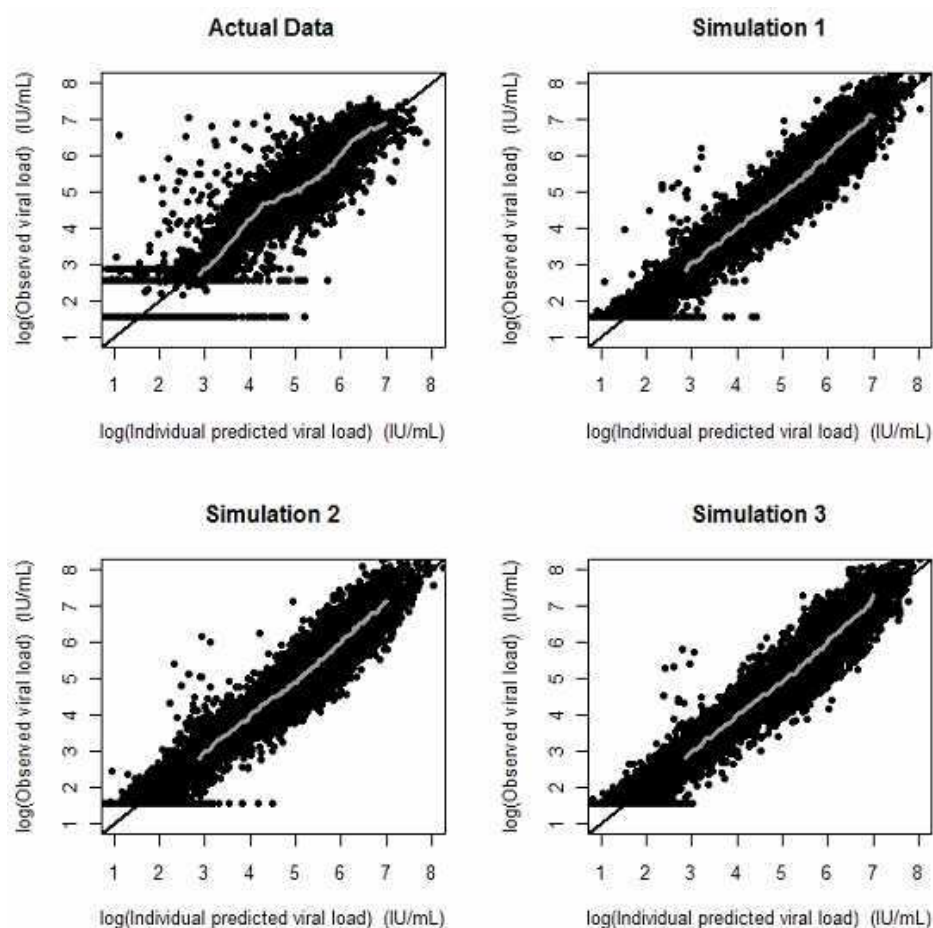 Actual Data
8
7
6
5
4
3
2
1
log(Observed viral load) (IU/mL)
1 2 3 4 5 6 7 8
log(Individual predicted viral load) (IU/mL)
Simulation 1
8
7
6
5
4
3
2
1
log(Observed viral load) (IU/mL)
1 2 3 4 5 6 7 8
log(Individual predicted viral load) (IU/mL)
Simulation 2
8
7
6
5
4
3
2
1
log(Observed viral load) (IU/mL)
1 2 3 4 5 6 7 8
log(Individual predicted viral load) (IU/mL)
Simulation 3
8
7
6
5
4
3
2
1
log(Observed viral load) (IU/mL)
1 2 3 4 5 6 7 8
log(Individual predicted viral load) (IU/mL)